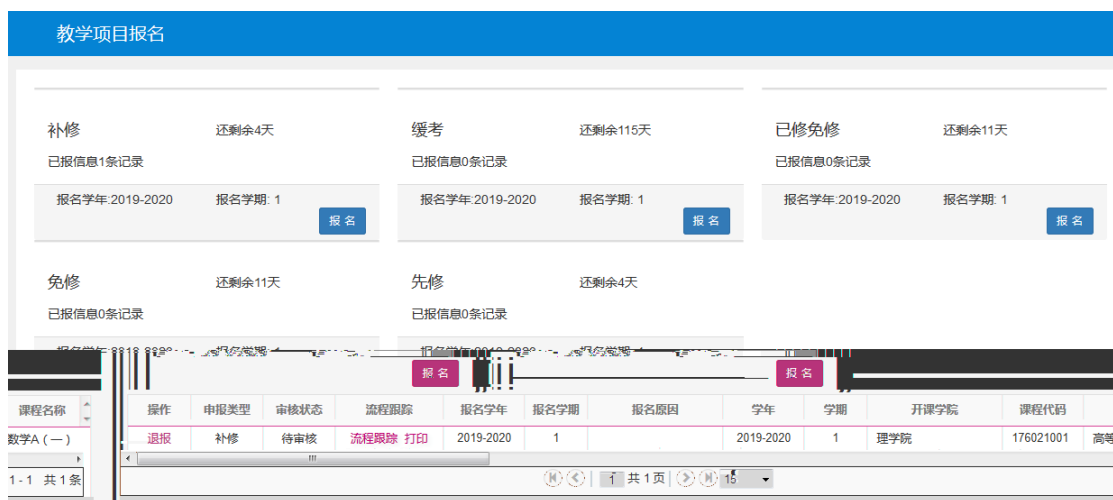 教学项目报名
补修 还剩余4天 缓考 还剩余115天 已修免修 还剩余11天
已报信息1条记录 已报信息0条记录 已报信息0条记录
报名学年:2019-2020 报名学期: 1 报名学年:2019-2020 报名学期: 1 报名学年:2019-2020 报名学期: 1
报 名 报 名 报 名
免修 还剩余11天 先修 还剩余4天
已报信息0条记录 已报信息0条记录
报 名 报 名
课程名称 操作 申报类型 审核状态 流程跟踪 报名学年 报名学期 报名原因 学年 学期 开课学院 课程代码
数学A ( 一 ) 退报 补修 待审核 流程跟踪 打印 2019-2020 1 2019-2020 1 理学院 176021001 高等
1 - 1 共 1 条 1 共 1 页 15